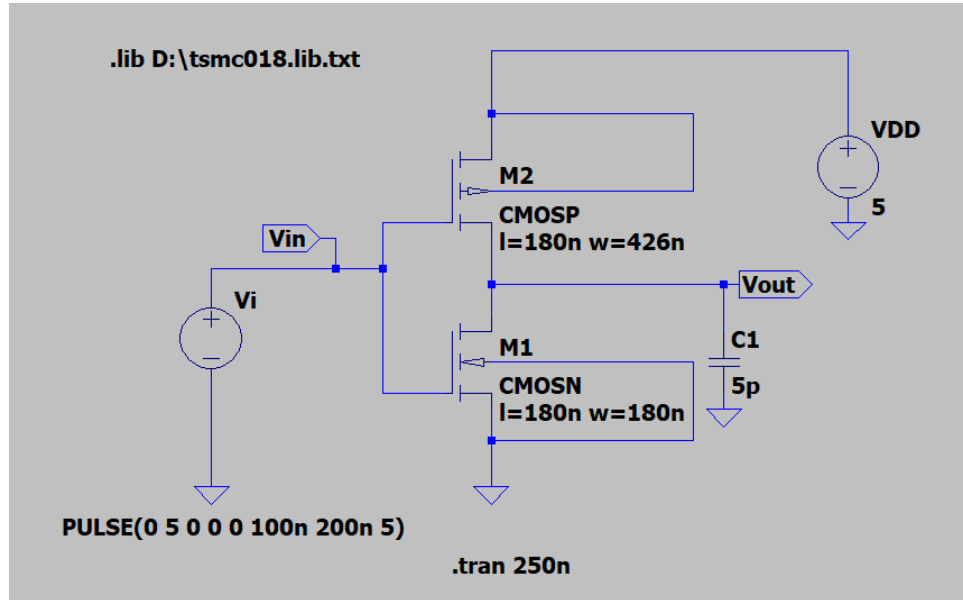 .lib D:\tsmc018.lib.txt
VDD
5
M2
CMOSP
l=180n w=426n
Vin
Vout
Vi
C1
5p
M1
CMOSN
l=180n w=180n
PULSE(0 5 0 0 0 100n 200n 5)
.tran 250n